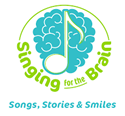 Singing for the Brain
Songs, Stories & Smiles